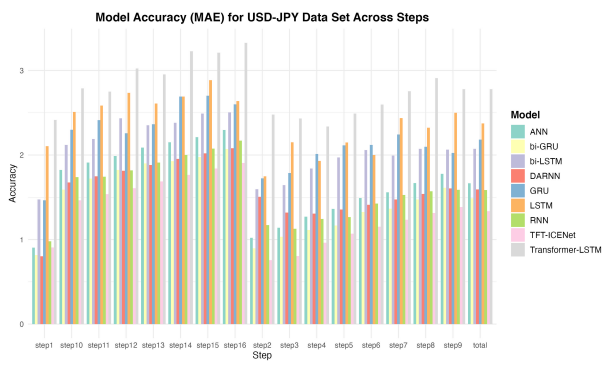 Model Accuracy (MAE) for USD-JPY Data Set Across Steps
Accuracy
3
2
1
0
step1 step10 step11 step12 step13 step14 step15 step16 step2 step3 step4 step5 step6 step7 step8 step9 total
Step
Model
ANN
bi-GRU
bi-LSTM
DARNN
GRU
LSTM
RNN
TFT-ICENet
Transformer-LSTM